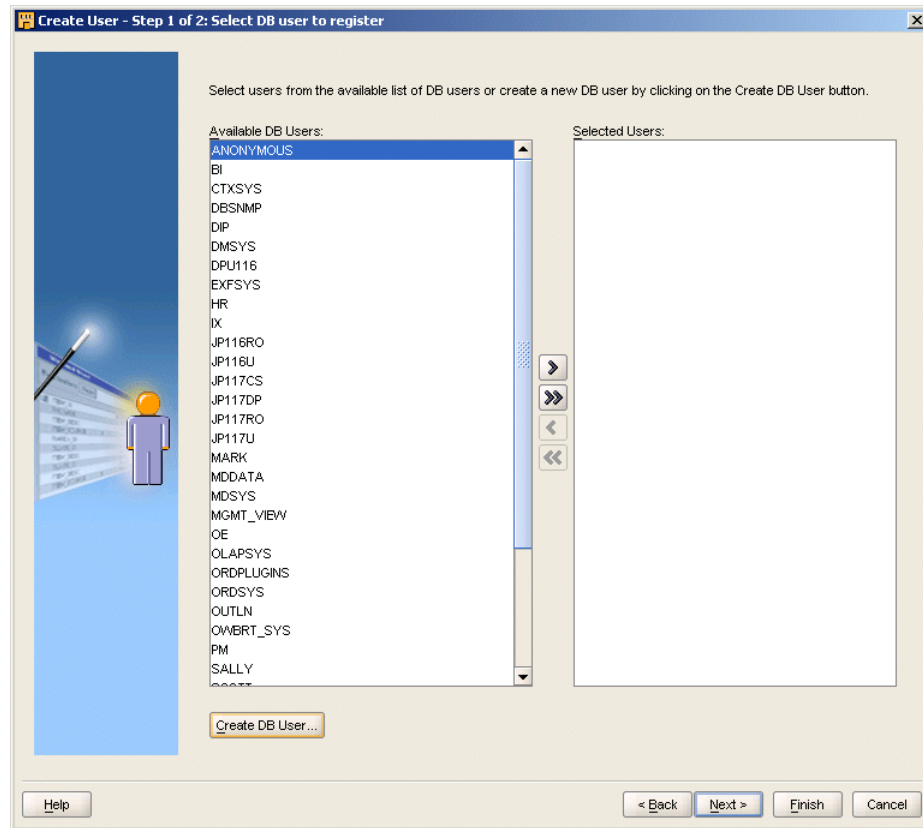 Create User - Step 1 of 2: Select DB user to register
Select users from the available list of DB users or create a new DB user by clicking on the Create DB User button.
Available DB Users:
Selected Users:
ANONYMOUS
BI
CTXSYS
DBSNMP
DIP
DMSYS
DPU116
EXFSYS
HR
IX
JP116RO
JP116U
JP117CS
JP117DP
JP117RO
JP117U
MARK
MDDATA
MDSYS
MGMT_VIEW
OE
OLAPSYS
ORDPLUGINS
ORDSYS
OUTLN
OWBRT_SYS
PM
SALLY
Create DB User...
Help
< Back
Next >
Finish
Cancel